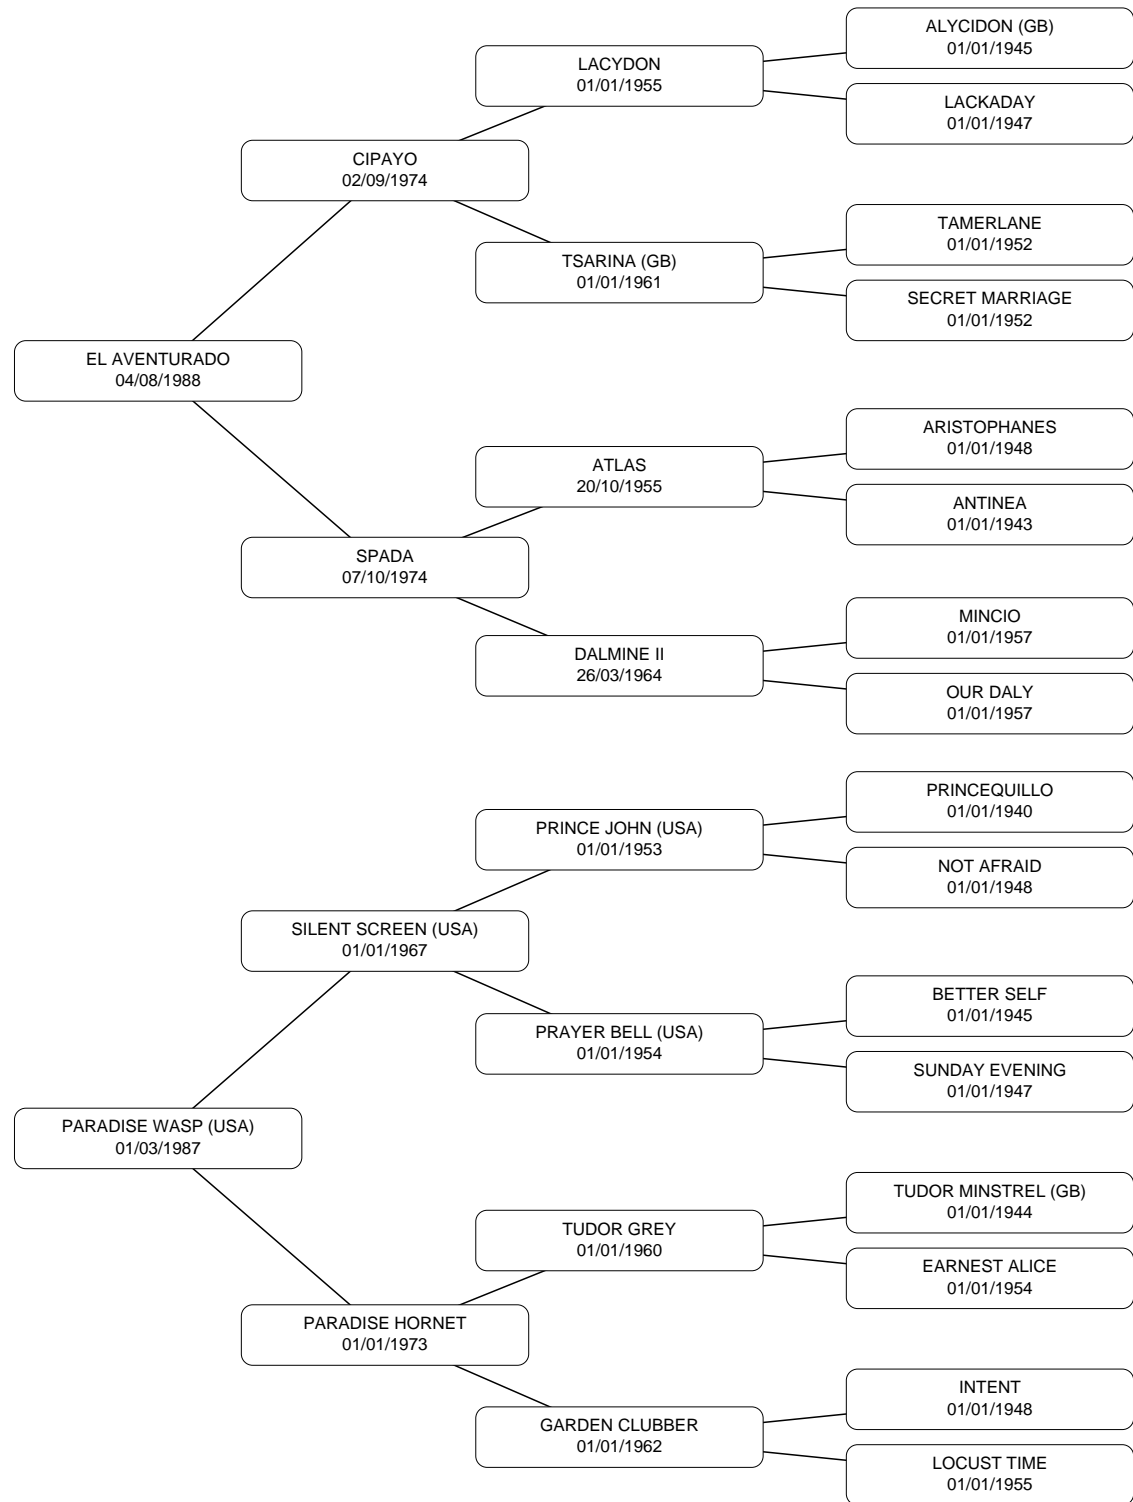 ALYCIDON (GB)
01/01/1945
LACYDON
01/01/1955
LACKADAY
01/01/1947
CIPAYO
02/09/1974
TAMERLANE
01/01/1952
TSARINA (GB)
01/01/1961
SECRET MARRIAGE
01/01/1952
EL AVENTURADO
04/08/1988
ARISTOPHANES
01/01/1948
ATLAS
20/10/1955
ANTINEA
01/01/1943
SPADA
07/10/1974
MINCIO
01/01/1957
DALMINE II
26/03/1964
OUR DALY
01/01/1957
PRINCEQUILLO
01/01/1940
PRINCE JOHN (USA)
01/01/1953
NOT AFRAID
01/01/1948
SILENT SCREEN (USA)
01/01/1967
BETTER SELF
01/01/1945
PRAYER BELL (USA)
01/01/1954
SUNDAY EVENING
01/01/1947
PARADISE WASP (USA)
01/03/1987
TUDOR MINSTREL (GB)
01/01/1944
TUDOR GREY
01/01/1960
EARNEST ALICE
01/01/1954
PARADISE HORNET
01/01/1973
INTENT
01/01/1948
GARDEN CLUBBER
01/01/1962
LOCUST TIME
01/01/1955